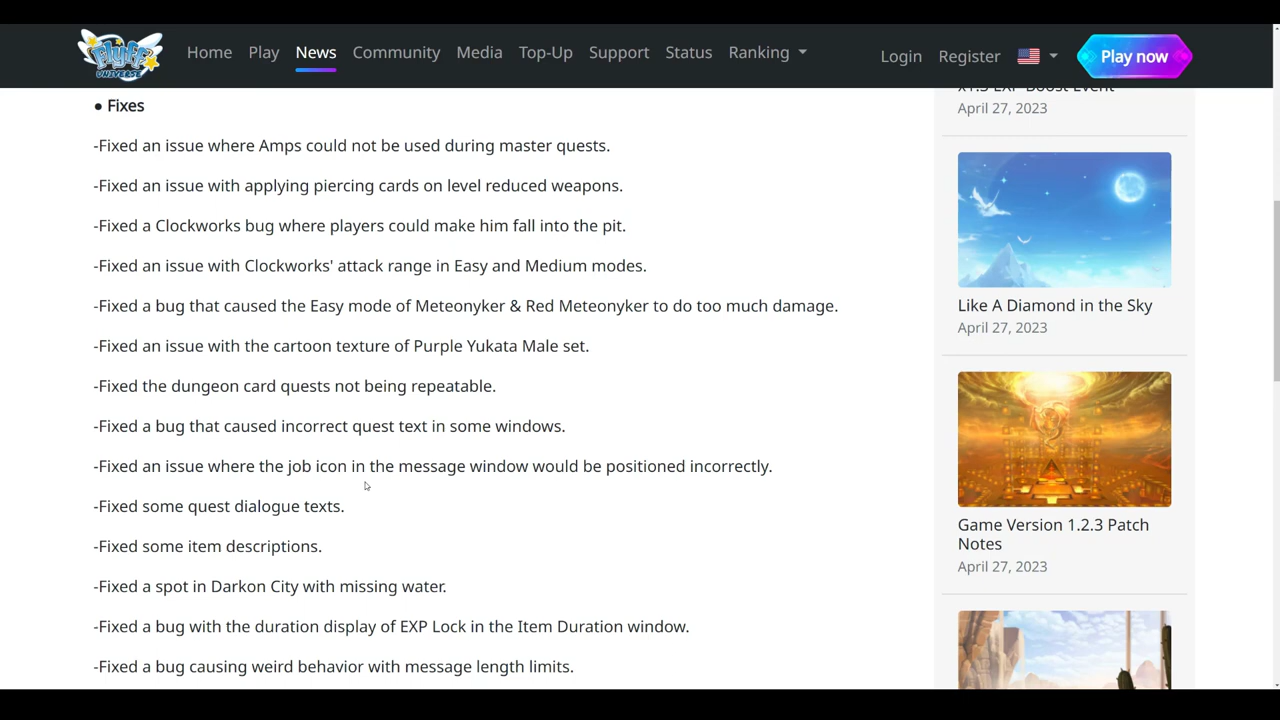 Flyff
UNIVERSE
Home Play News Community Media Top-Up Support Status Ranking Login Register Play now
● Fixes
-Fixed an issue where Amps could not be used during master quests.
-Fixed an issue with applying piercing cards on level reduced weapons.
-Fixed a Clockworks bug where players could make him fall into the pit.
-Fixed an issue with Clockworks' attack range in Easy and Medium modes.
-Fixed a bug that caused the Easy mode of Meteonyker & Red Meteonyker to do too much damage.
-Fixed an issue with the cartoon texture of Purple Yukata Male set.
-Fixed the dungeon card quests not being repeatable.
-Fixed a bug that caused incorrect quest text in some windows.
-Fixed an issue where the job icon in the message window would be positioned incorrectly.
-Fixed some quest dialogue texts.
-Fixed some item descriptions.
-Fixed a spot in Darkon City with missing water.
-Fixed a bug with the duration display of EXP Lock in the Item Duration window.
-Fixed a bug causing weird behavior with message length limits.
x1.5 EXP Boost Event
April 27, 2023
Like A Diamond in the Sky
April 27, 2023
Game Version 1.2.3 Patch
Notes
April 27, 2023